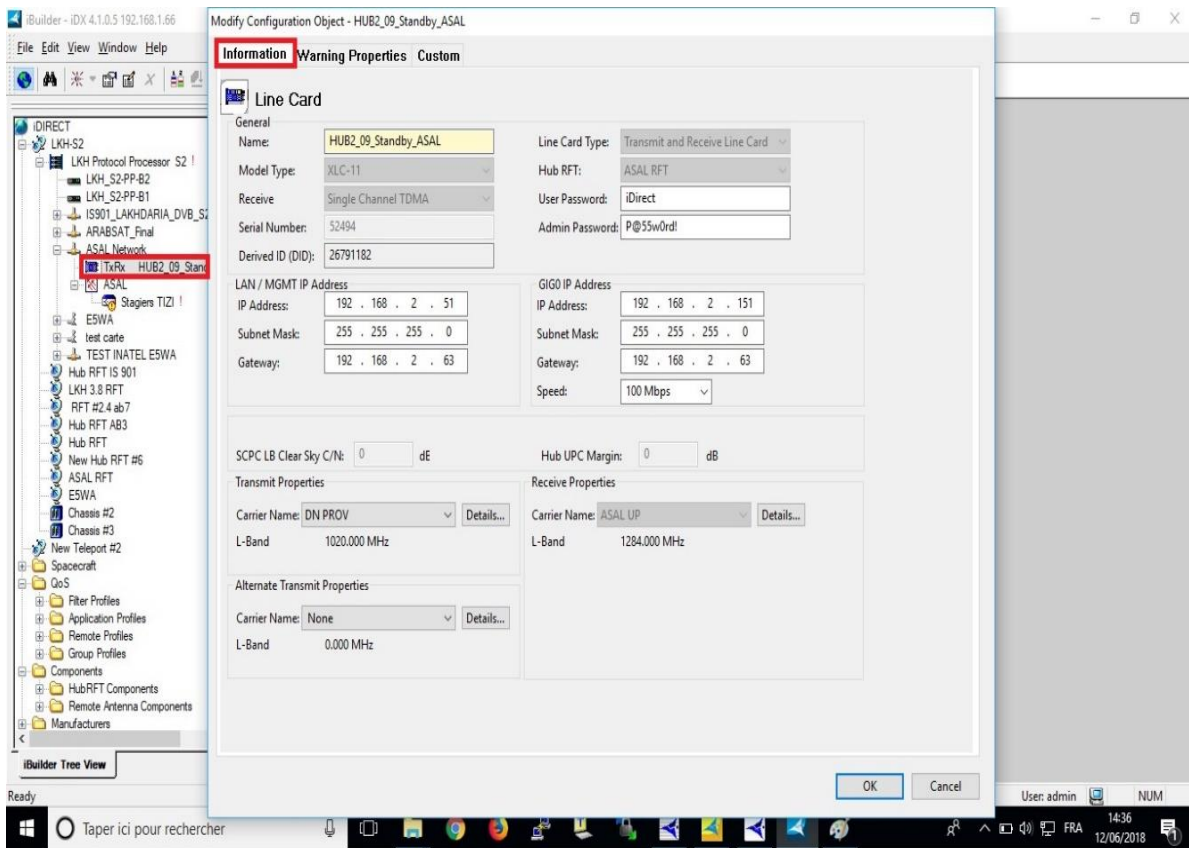 iBuilder - iDX 4.1.0.5 192.168.1.66
File Edit View Window Help
iDIRECT
LKH-S2
LKH Protocol Processor S2 !
LKH_S2-PP-B2
LKH_S2-PP-B1
IS901_LAKHDARIA_DVB_S2
ARABSAT_Final
ASAL Network
TxRx HUB2_09_Stand
ASAL
Stagiers TIZI !
E5WA
test carte
TEST INATEL E5WA
Hub RFT IS 901
LKH 3.8 RFT
RFT #2.4 ab7
Hub RFT AB3
Hub RFT
New Hub RFT #6
ASAL RFT
E5WA
Chassis #2
Chassis #3
New Teleport #2
Spacecraft
QoS
Filter Profiles
Application Profiles
Remote Profiles
Group Profiles
Components
HubRFT Components
Remote Antenna Components
Manufacturers
iBuilder Tree View
Ready
Modify Configuration Object - HUB2_09_Standby_ASAL
Information Warning Properties Custom
Line Card
General
Name: HUB2_09_Standby_ASAL Line Card Type: Transmit and Receive Line Card
Model Type: XLC-11 Hub RFT: ASAL RFT
Receive Single Channel TDMA User Password: iDirect
Serial Number: 52494 Admin Password: P@55w0rd!
Derived ID (DID): 26791182
LAN / MGMT IP Address GIG0 IP Address
IP Address: 192 . 168 . 2 . 51 IP Address: 192 . 168 . 2 . 151
Subnet Mask: 255 . 255 . 255 . 0 Subnet Mask: 255 . 255 . 255 . 0
Gateway: 192 . 168 . 2 . 63 Gateway: 192 . 168 . 2 . 63
Speed: 100 Mbps
SCPC LB Clear Sky C/N: 0 dE Hub UPC Margin: 0 dB
Transmit Properties Receive Properties
Carrier Name: DN PROV Details... Carrier Name: ASAL UP Details...
L-Band 1020.000 MHz L-Band 1284.000 MHz
Alternate Transmit Properties
Carrier Name: None Details...
L-Band 0.000 MHz
OK Cancel
User: admin NUM
Taper ici pour rechercher FRA 14:36
12/06/2018